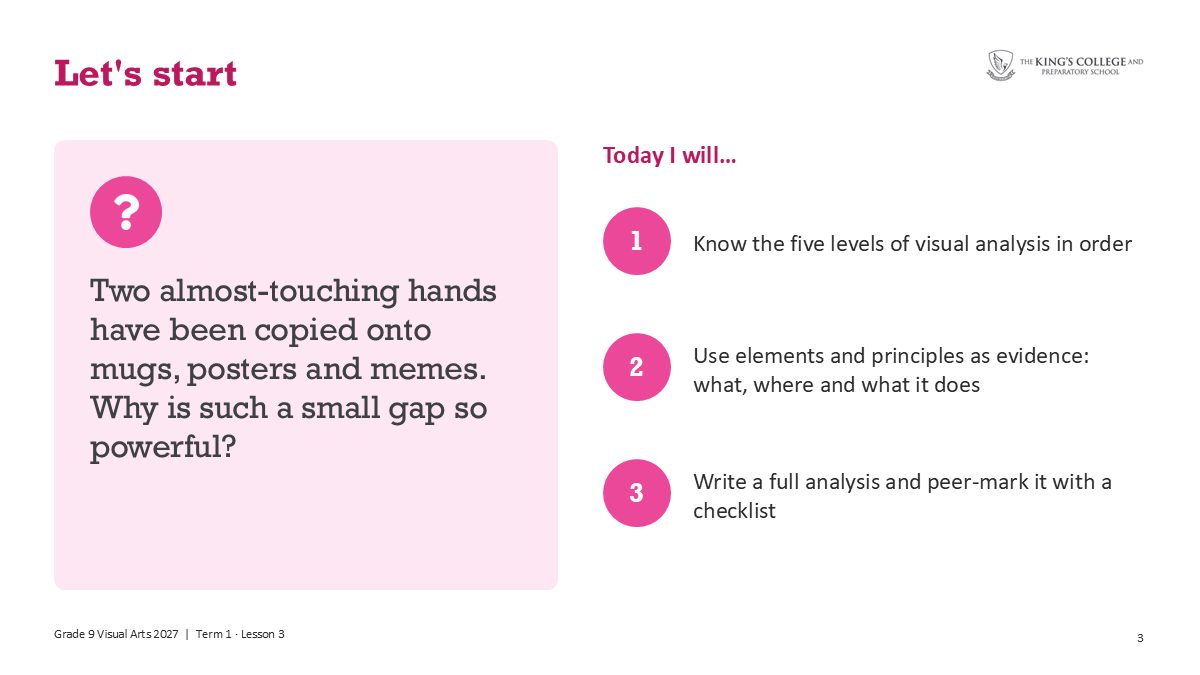 Let's start
THE KING'S COLLEGE AND
PREPARATORY SCHOOL
?
Two almost-touching hands
have been copied onto
mugs, posters and memes.
Why is such a small gap so
powerful?
Today I will...
1
Know the five levels of visual analysis in order
2
Use elements and principles as evidence:
what, where and what it does
3
Write a full analysis and peer-mark it with a
checklist
Grade 9 Visual Arts 2027 | Term 1 · Lesson 3
3